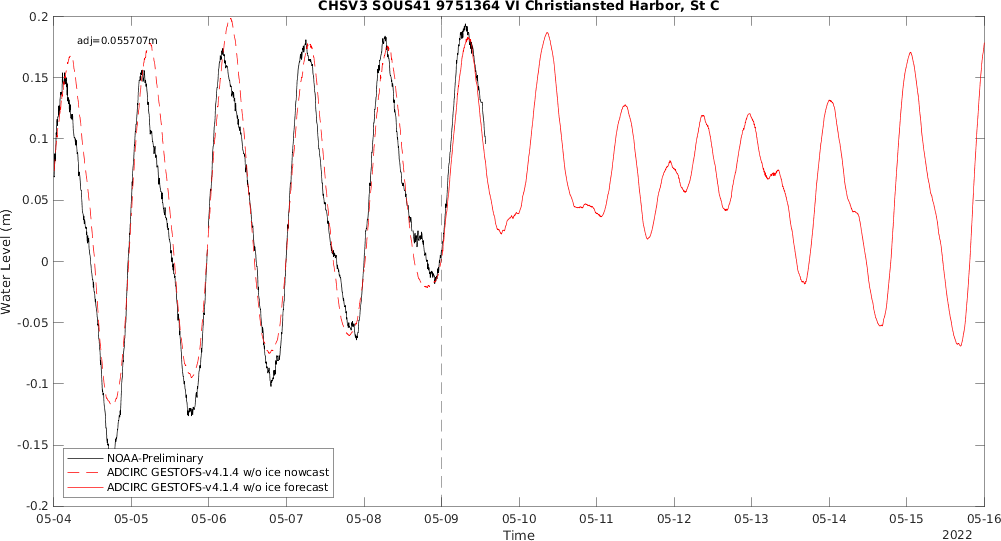 CHSV3 SOUS41 9751364 VI Christiansted Harbor, St C
adj=0.055707m
0.2
0.15
0.1
0.05
0
-0.05
-0.1
-0.15
-0.2
Water Level (m)
NOAA-Preliminary
ADCIRC GESTOFS-v4.1.4 w/o ice nowcast
ADCIRC GESTOFS-v4.1.4 w/o ice forecast
05-04 05-05 05-06 05-07 05-08 05-09 05-10 05-11 05-12 05-13 05-14 05-15 05-16
Time
2022